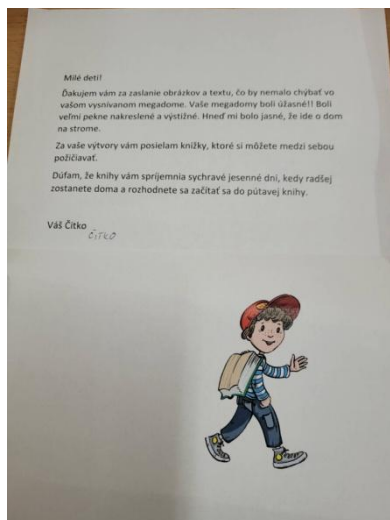 Milé deti!
Ďakujem vám za zaslanie obrázkov a textu, čo by nemalo chýbať vo
vašom vysnívanom megadome. Vaše megadomy boli úžasné!! Boli
veľmi pekne nakreslené a výstižné. Hneď mi bolo jasné, že ide o dom
na strome.
Za vaše výtvory vám posielam knižky, ktoré si môžete medzi sebou
požičiavať.
Dúfam, že knihy vám spríjemnia sychravé jesenné dni, kedy radšej
zostanete doma a rozhodnete sa začítať sa do pútavej knihy.
Váš Čítko
ČÍTKO